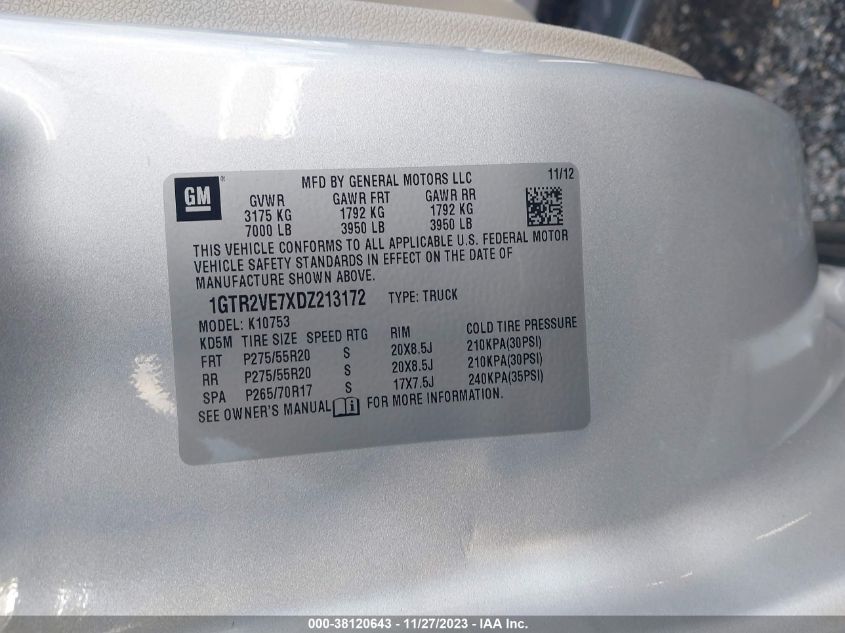 GM
MFD BY GENERAL MOTORS LLC 11/12
GVWR GAWR FRT GAWR RR
3175 KG 1792 KG 1792 KG
7000 LB 3950 LB 3950 LB
THIS VEHICLE CONFORMS TO ALL APPLICABLE U.S. FEDERAL MOTOR
VEHICLE SAFETY STANDARDS IN EFFECT ON THE DATE OF
MANUFACTURE SHOWN ABOVE.
1GTR2VE7XDZ213172 TYPE: TRUCK
MODEL: K10753
KD5M TIRE SIZE SPEED RTG RIM COLD TIRE PRESSURE
FRT P275/55R20 S 20X8.5J 210KPA(30PSI)
RR P275/55R20 S 20X8.5J 210KPA(30PSI)
SPA P265/70R17 S 17X7.5J 240KPA(35PSI)
SEE OWNER'S MANUAL FOR MORE INFORMATION.
000-38120643 - 11/27/2023 - IAA Inc.